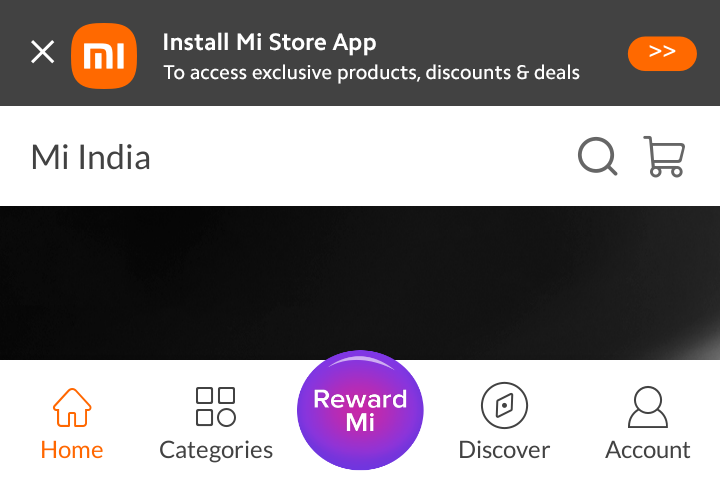 mi
Install Mi Store App
To access exclusive products, discounts & deals
>>
Mi India
Reward
Mi
Home
Categories
Discover
Account